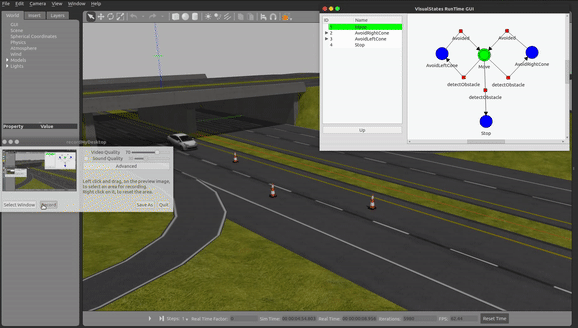 File Edit Camera View Window Help
World Insert Layers
GUI
Scene
Spherical Coordinates
Physics
Atmosphere
Wind
Models
Lights
Property Value
recordMyDesktop
Video Quality
Sound Quality
Advanced
Left click and drag, on the preview image,
to select an area for recording.
Right click on it, to reset the area.
Select Window Record Save As Quit
VisualStates RunTime GUI
ID Name
1 Move
2 AvoidRightCone
3 AvoidLeftCone
4 Stop
Up
Avoided Avoided
AvoidLeftCone Move AvoidRightCone
detectObstacle detectObstacle
detectObstacle
Stop
Steps: 1 Real Time Factor: Sim Time: Real Time: Iterations: FPS: Reset Time